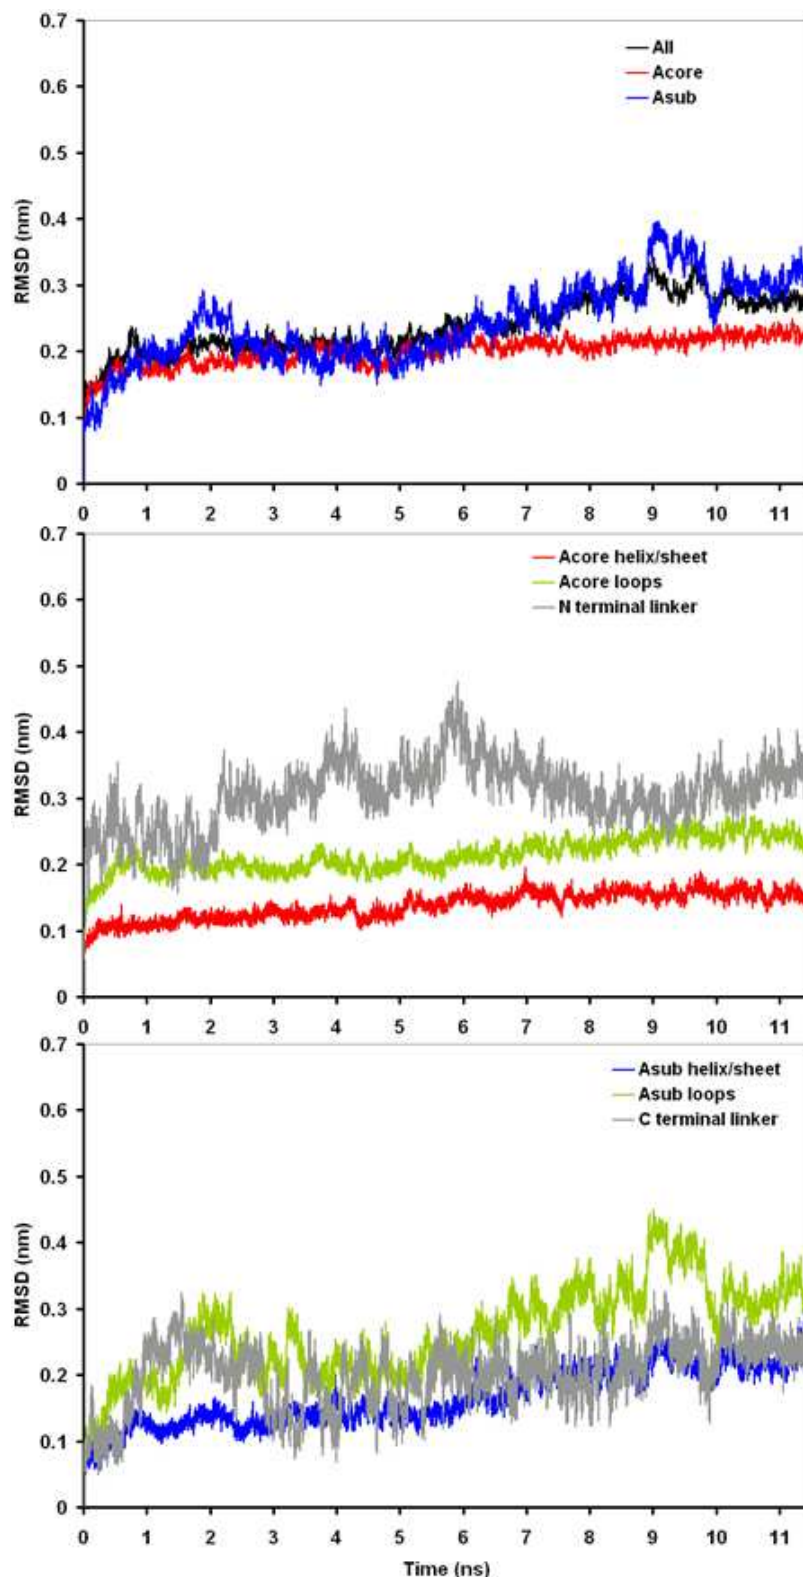 0.7
All
Acore
Asub
0.6
0.5
0.4
RMSD (nm)
0.3
0.2
0.1
0
0 1 2 3 4 5 6 7 8 9 10 11
0.7
Acore helix/sheet
Acore loops
N terminal linker
0.6
0.5
0.4
RMSD (nm)
0.3
0.2
0.1
0
0 1 2 3 4 5 6 7 8 9 10 11
0.7
Asub helix/sheet
Asub loops
C terminal linker
0.6
0.5
0.4
RMSD (nm)
0.3
0.2
0.1
0
0 1 2 3 4 5 6 7 8 9 10 11
Time (ns)